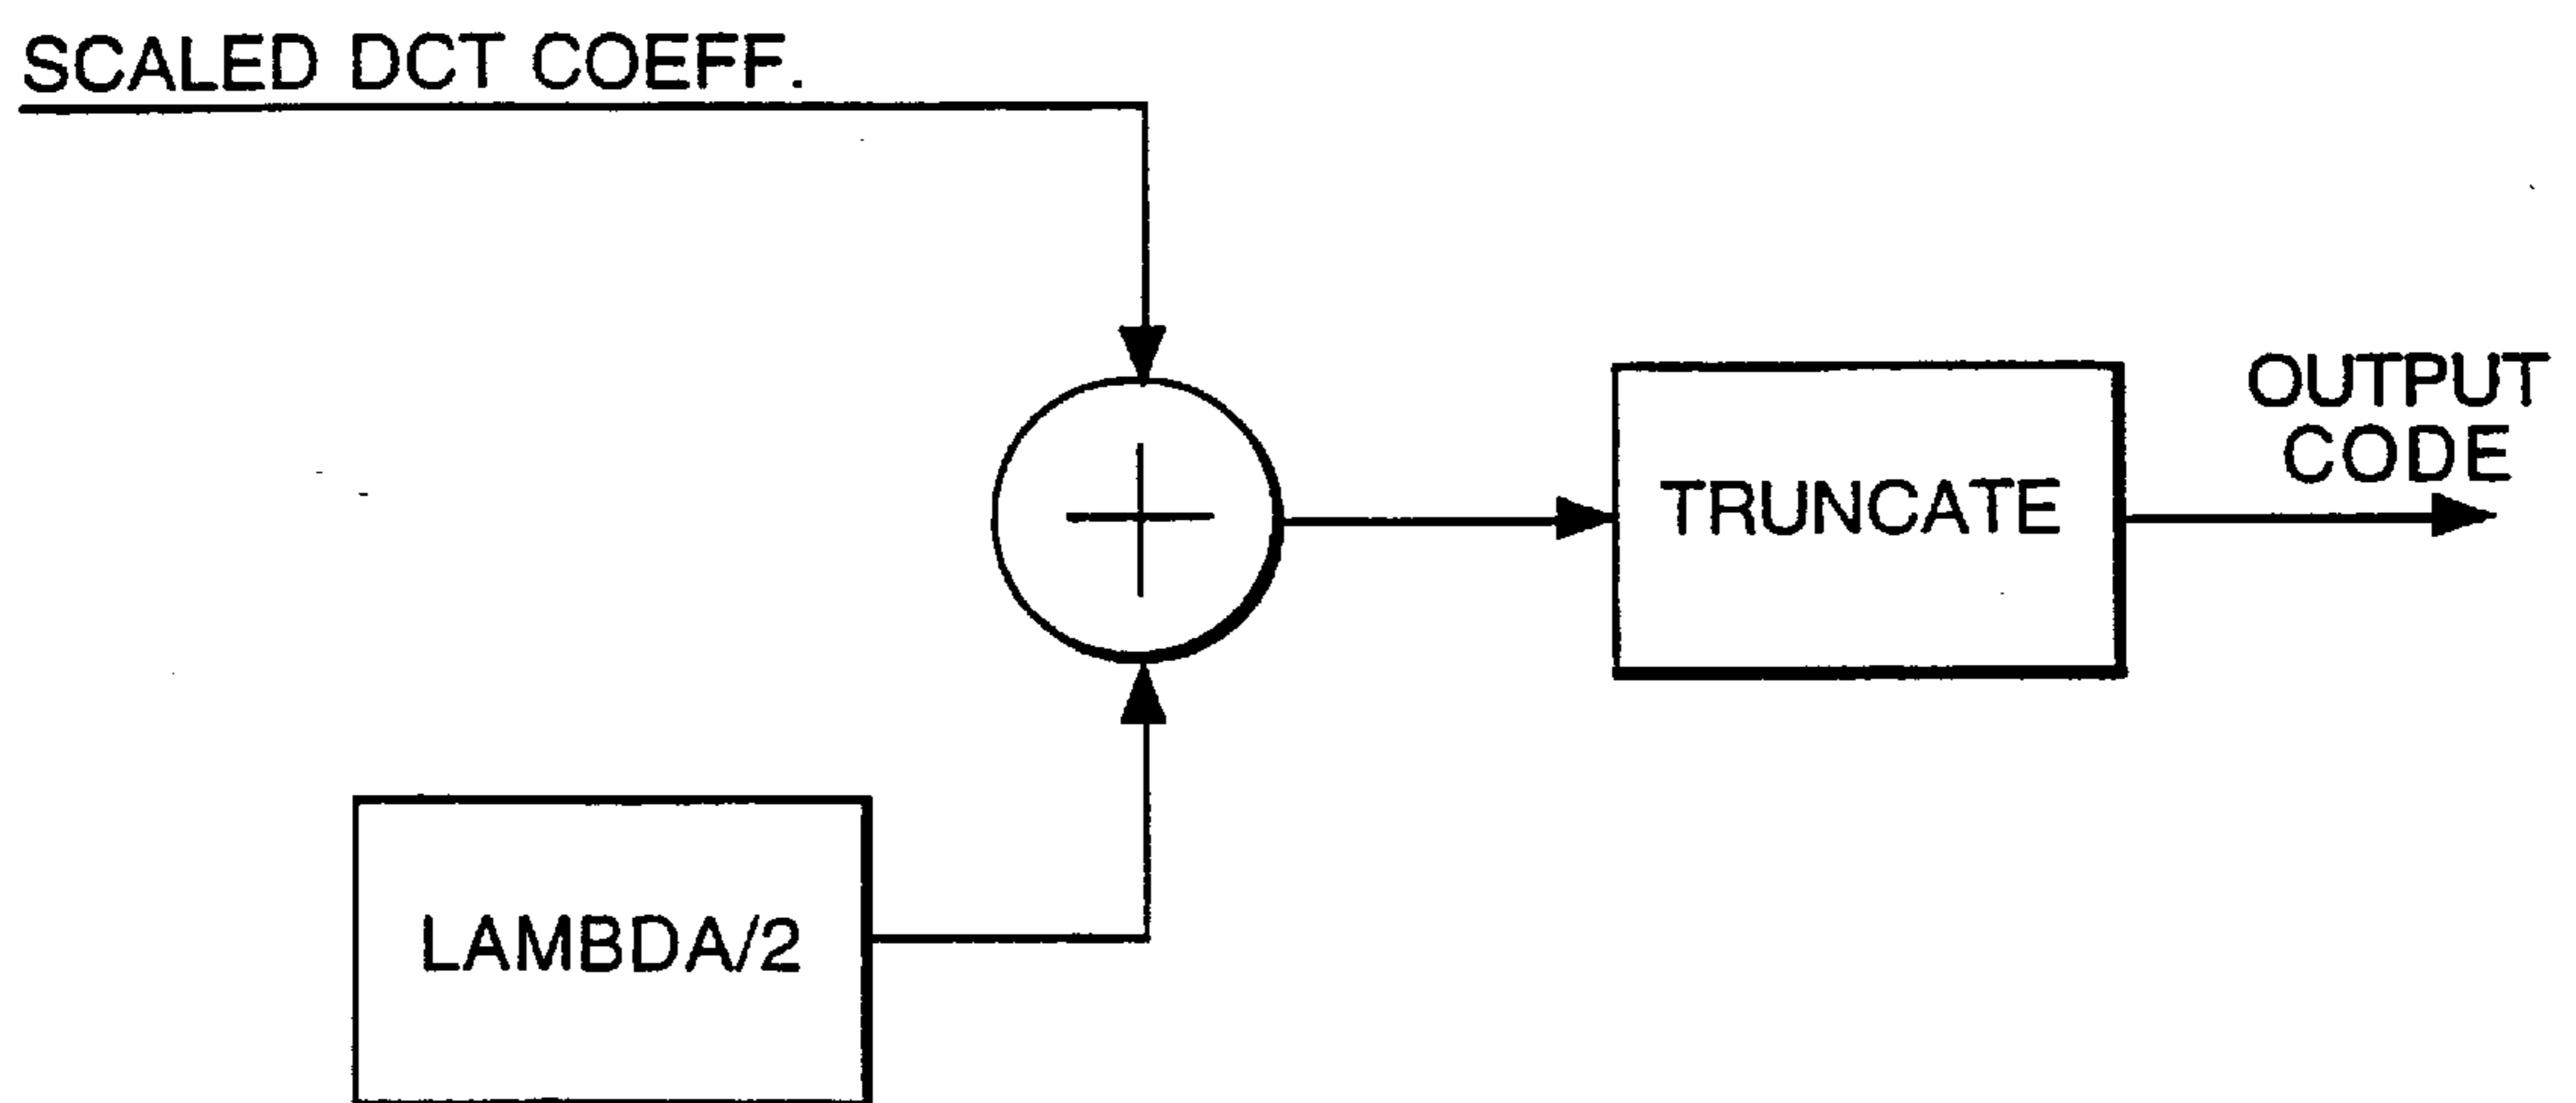 SCALED DCT COEFF.
OUTPUT
CODE
TRUNCATE
LAMBDA/2